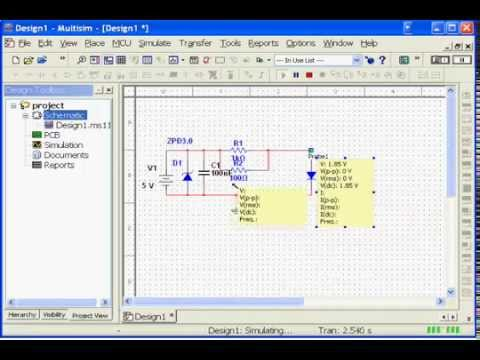 Design1 - Multisim - [Design1 *]
File Edit View Place MCU Simulate Transfer Tools Reports Options Window Help
--- In Use List ---
Design Toolbox
project
Schematic
Design1.ms11
PCB
Simulation
Documents
Reports
ZPD3.0
D1
V1
5 V
C1
100nF
R1
1kΩ
R2
100Ω
Probe1
V: 1.85 V
V(p-p): 0 V
V(rms): 0 V
V(dc): 1.85 V
I:
I(p-p):
I(rms):
I(dc):
Freq.:
V:
V(p-p):
V(rms):
V(dc):
Freq.:
Hierarchy Visibility Project View
Design1 *
Design1: Simulating... Tran: 2.540 s